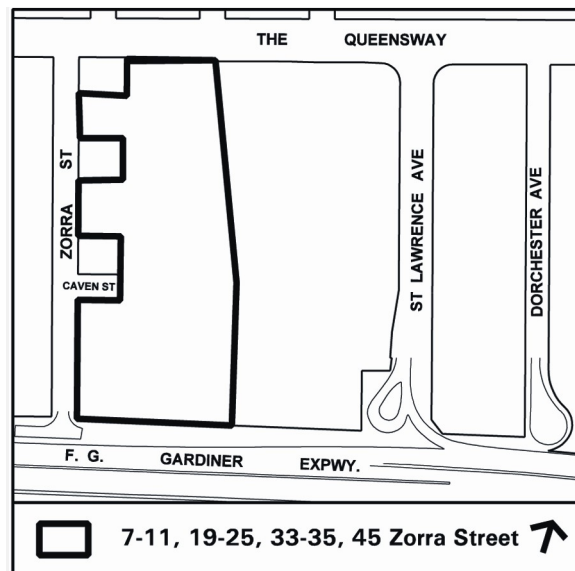 THE QUEENSWAY
ZORRA ST
ST LAWRENCE AVE
DORCHESTER AVE
CAVEN ST
F. G. GARDINER EXPWY.
7-11, 19-25, 33-35, 45 Zorra Street